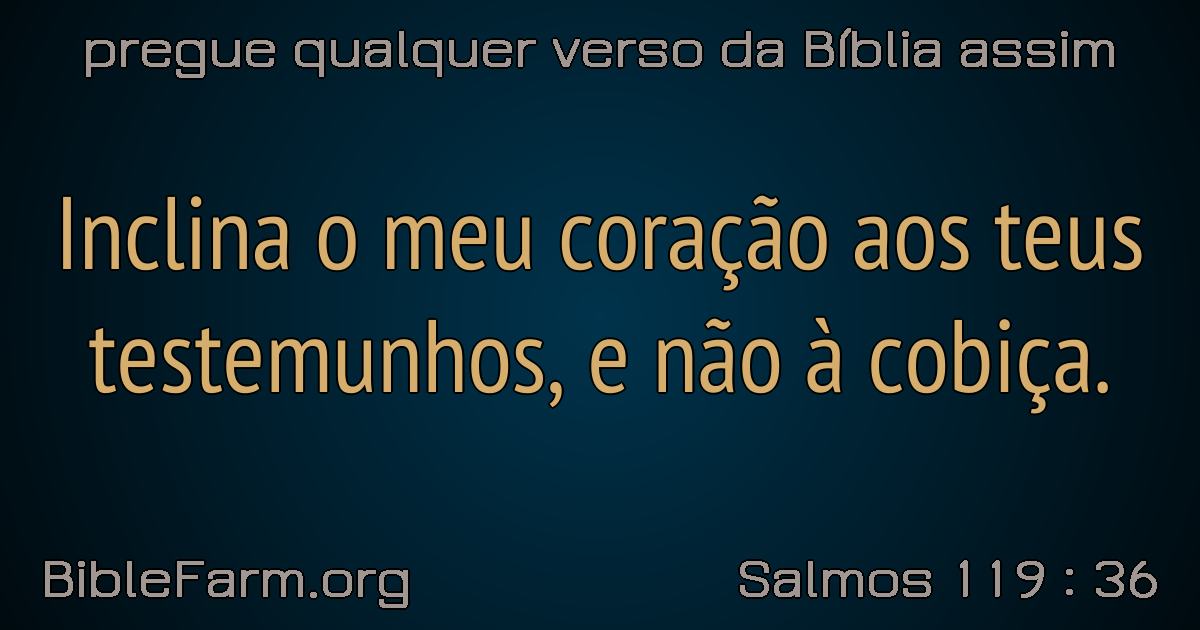 pregue qualquer verso da Bíblia assim
Inclina o meu coração aos teus
testemunhos, e não à cobiça.
BibleFarm.org
Salmos 119 : 36